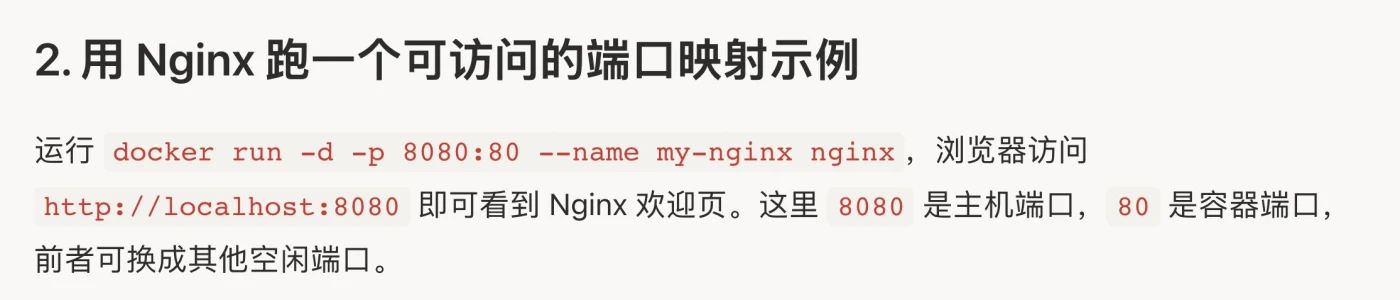 2. 用 Nginx 跑一个可访问的端口映射示例
运行 docker run -d -p 8080:80 --name my-nginx nginx，浏览器访问
http://localhost:8080 即可看到 Nginx 欢迎页。这里 8080 是主机端口，80 是容器端口，
前者可换成其他空闲端口。